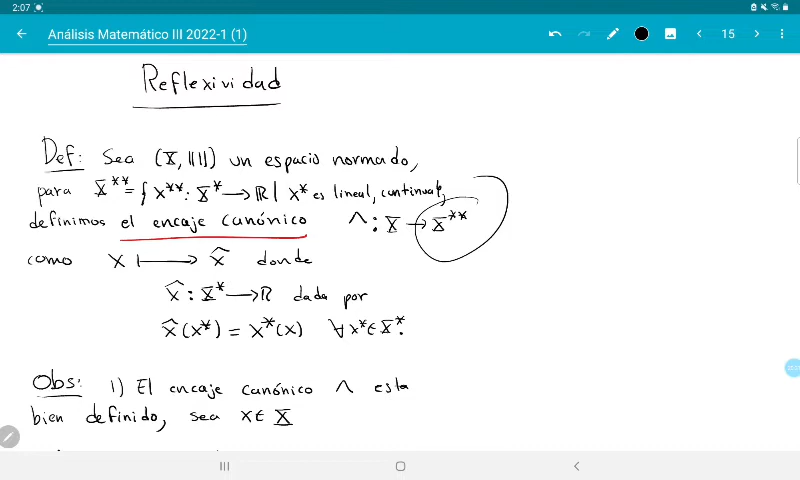 2:07
Análisis Matemático III 2022-1 (1)
15
Reflexividad
Def: Sea (X, || ||) un espacio normado,
para X** = { x**: X* → ℝ | x* es lineal, continua},
definimos el encaje canónico ^ : X → X**
como x ↦ x̂ donde
x̂ : X* → ℝ dada por
x̂(x*) = x*(x) ∀ x* ∈ X*.
Obs: 1) El encaje canónico ^ esta
bien definido, sea x ∈ X